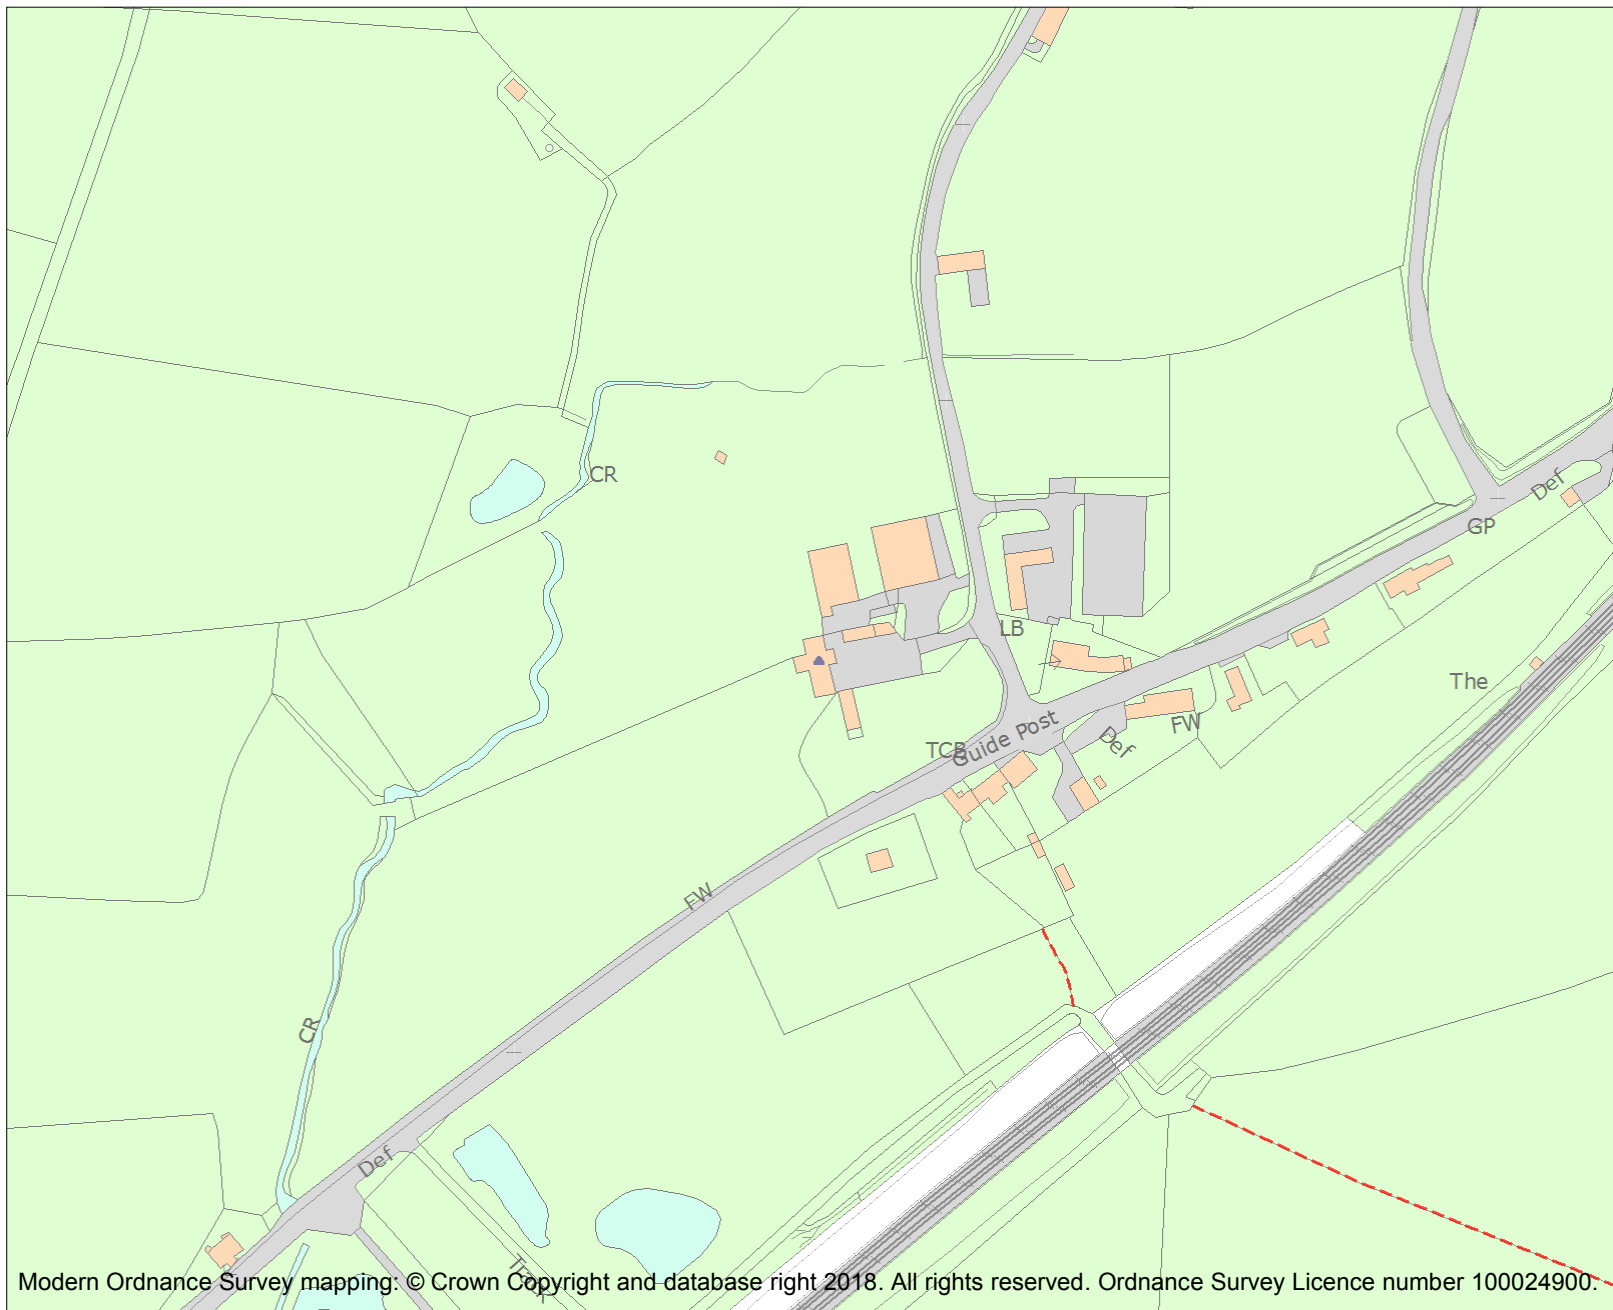 CR
Def
GP
LB
The
Guide Post
FW
TCB
Def
FW
CR
Def
Track
Modern Ordnance Survey mapping: © Crown Copyright and database right 2018. All rights reserved. Ordnance Survey Licence number 100024900.